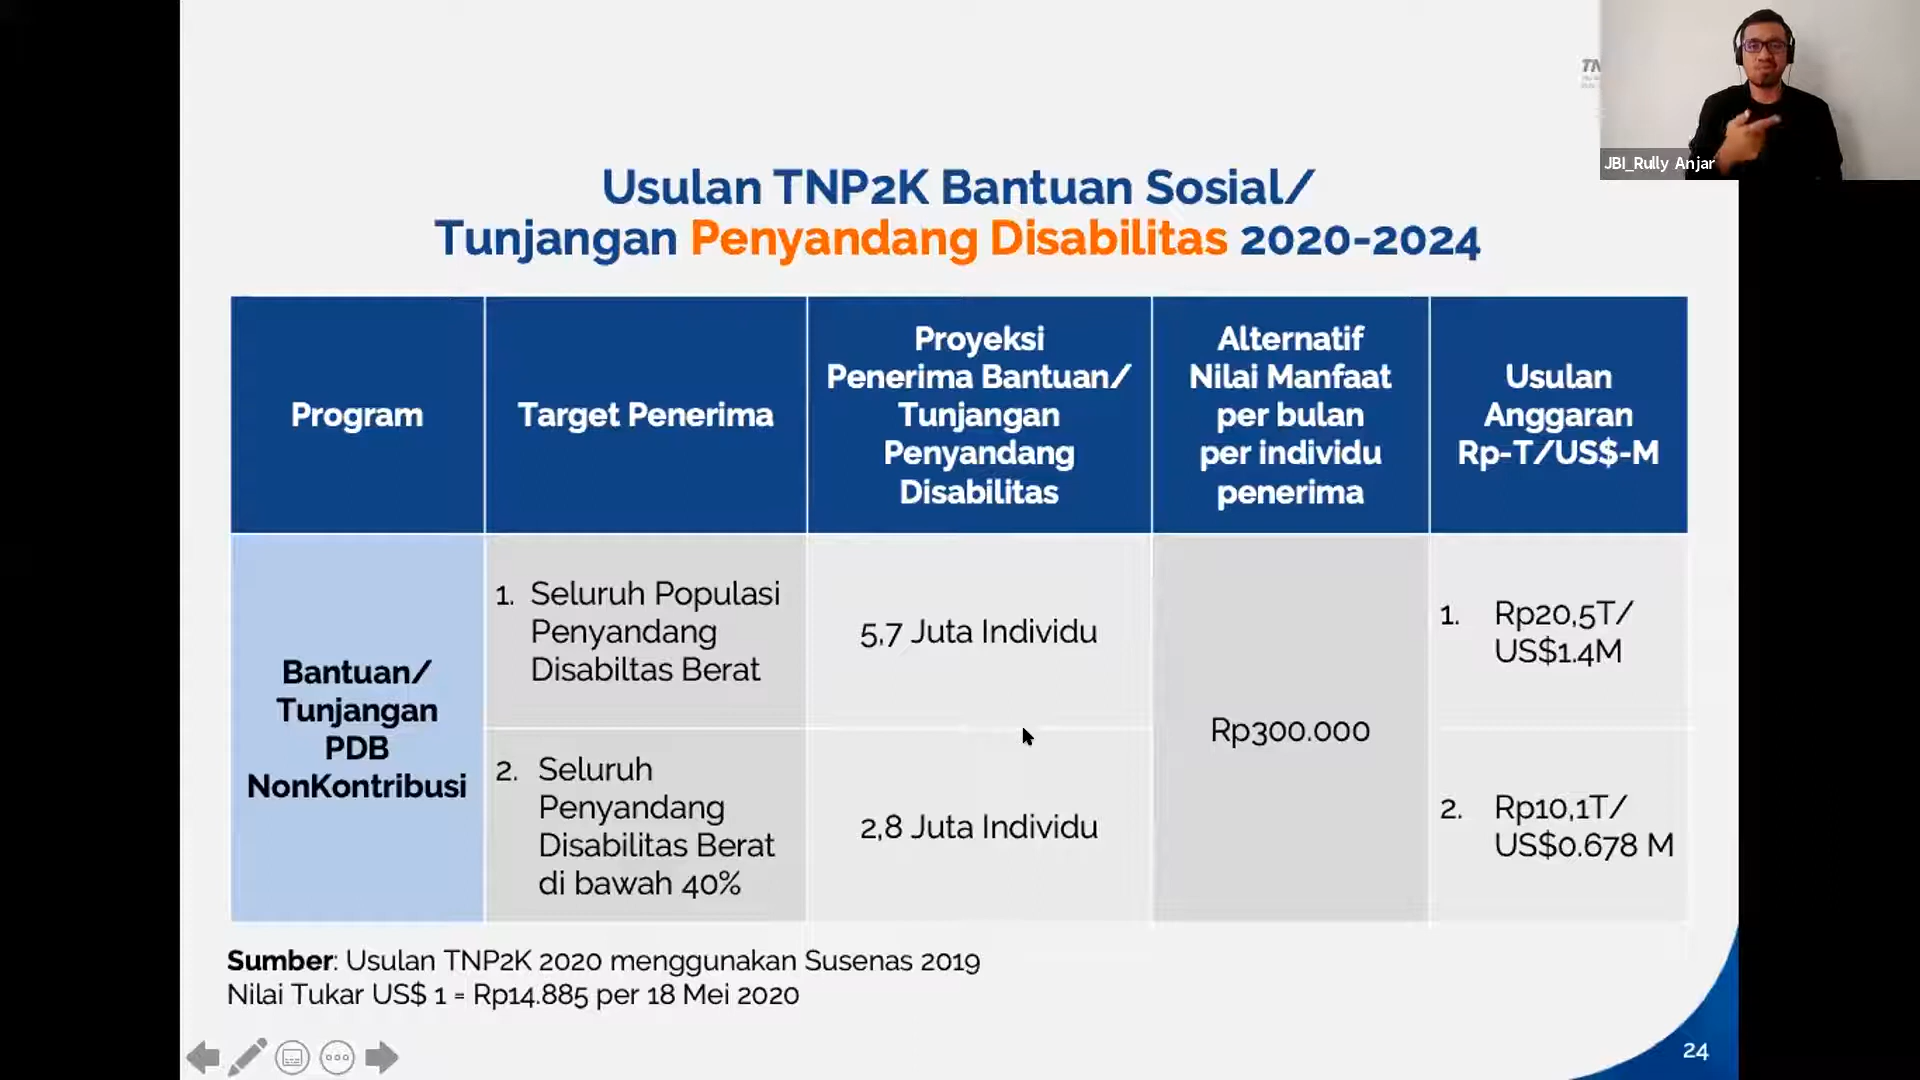 TN
JBI_Rully Anjar
Usulan TNP2K Bantuan Sosial/
Tunjangan Penyandang Disabilitas 2020-2024
Program
Target Penerima
Proyeksi
Penerima Bantuan/
Tunjangan
Penyandang
Disabilitas
Alternatif
Nilai Manfaat
per bulan
per individu
penerima
Usulan
Anggaran
Rp-T/US$-M
Bantuan/
Tunjangan
PDB
NonKontribusi
1. Seluruh Populasi
Penyandang
Disabiltas Berat
5,7 Juta Individu
Rp300.000
1. Rp20,5T/
US$1.4M
2. Seluruh
Penyandang
Disabilitas Berat
di bawah 40%
2,8 Juta Individu
2. Rp10,1T/
US$0.678 M
Sumber: Usulan TNP2K 2020 menggunakan Susenas 2019
Nilai Tukar US$ 1 = Rp14.885 per 18 Mei 2020
24